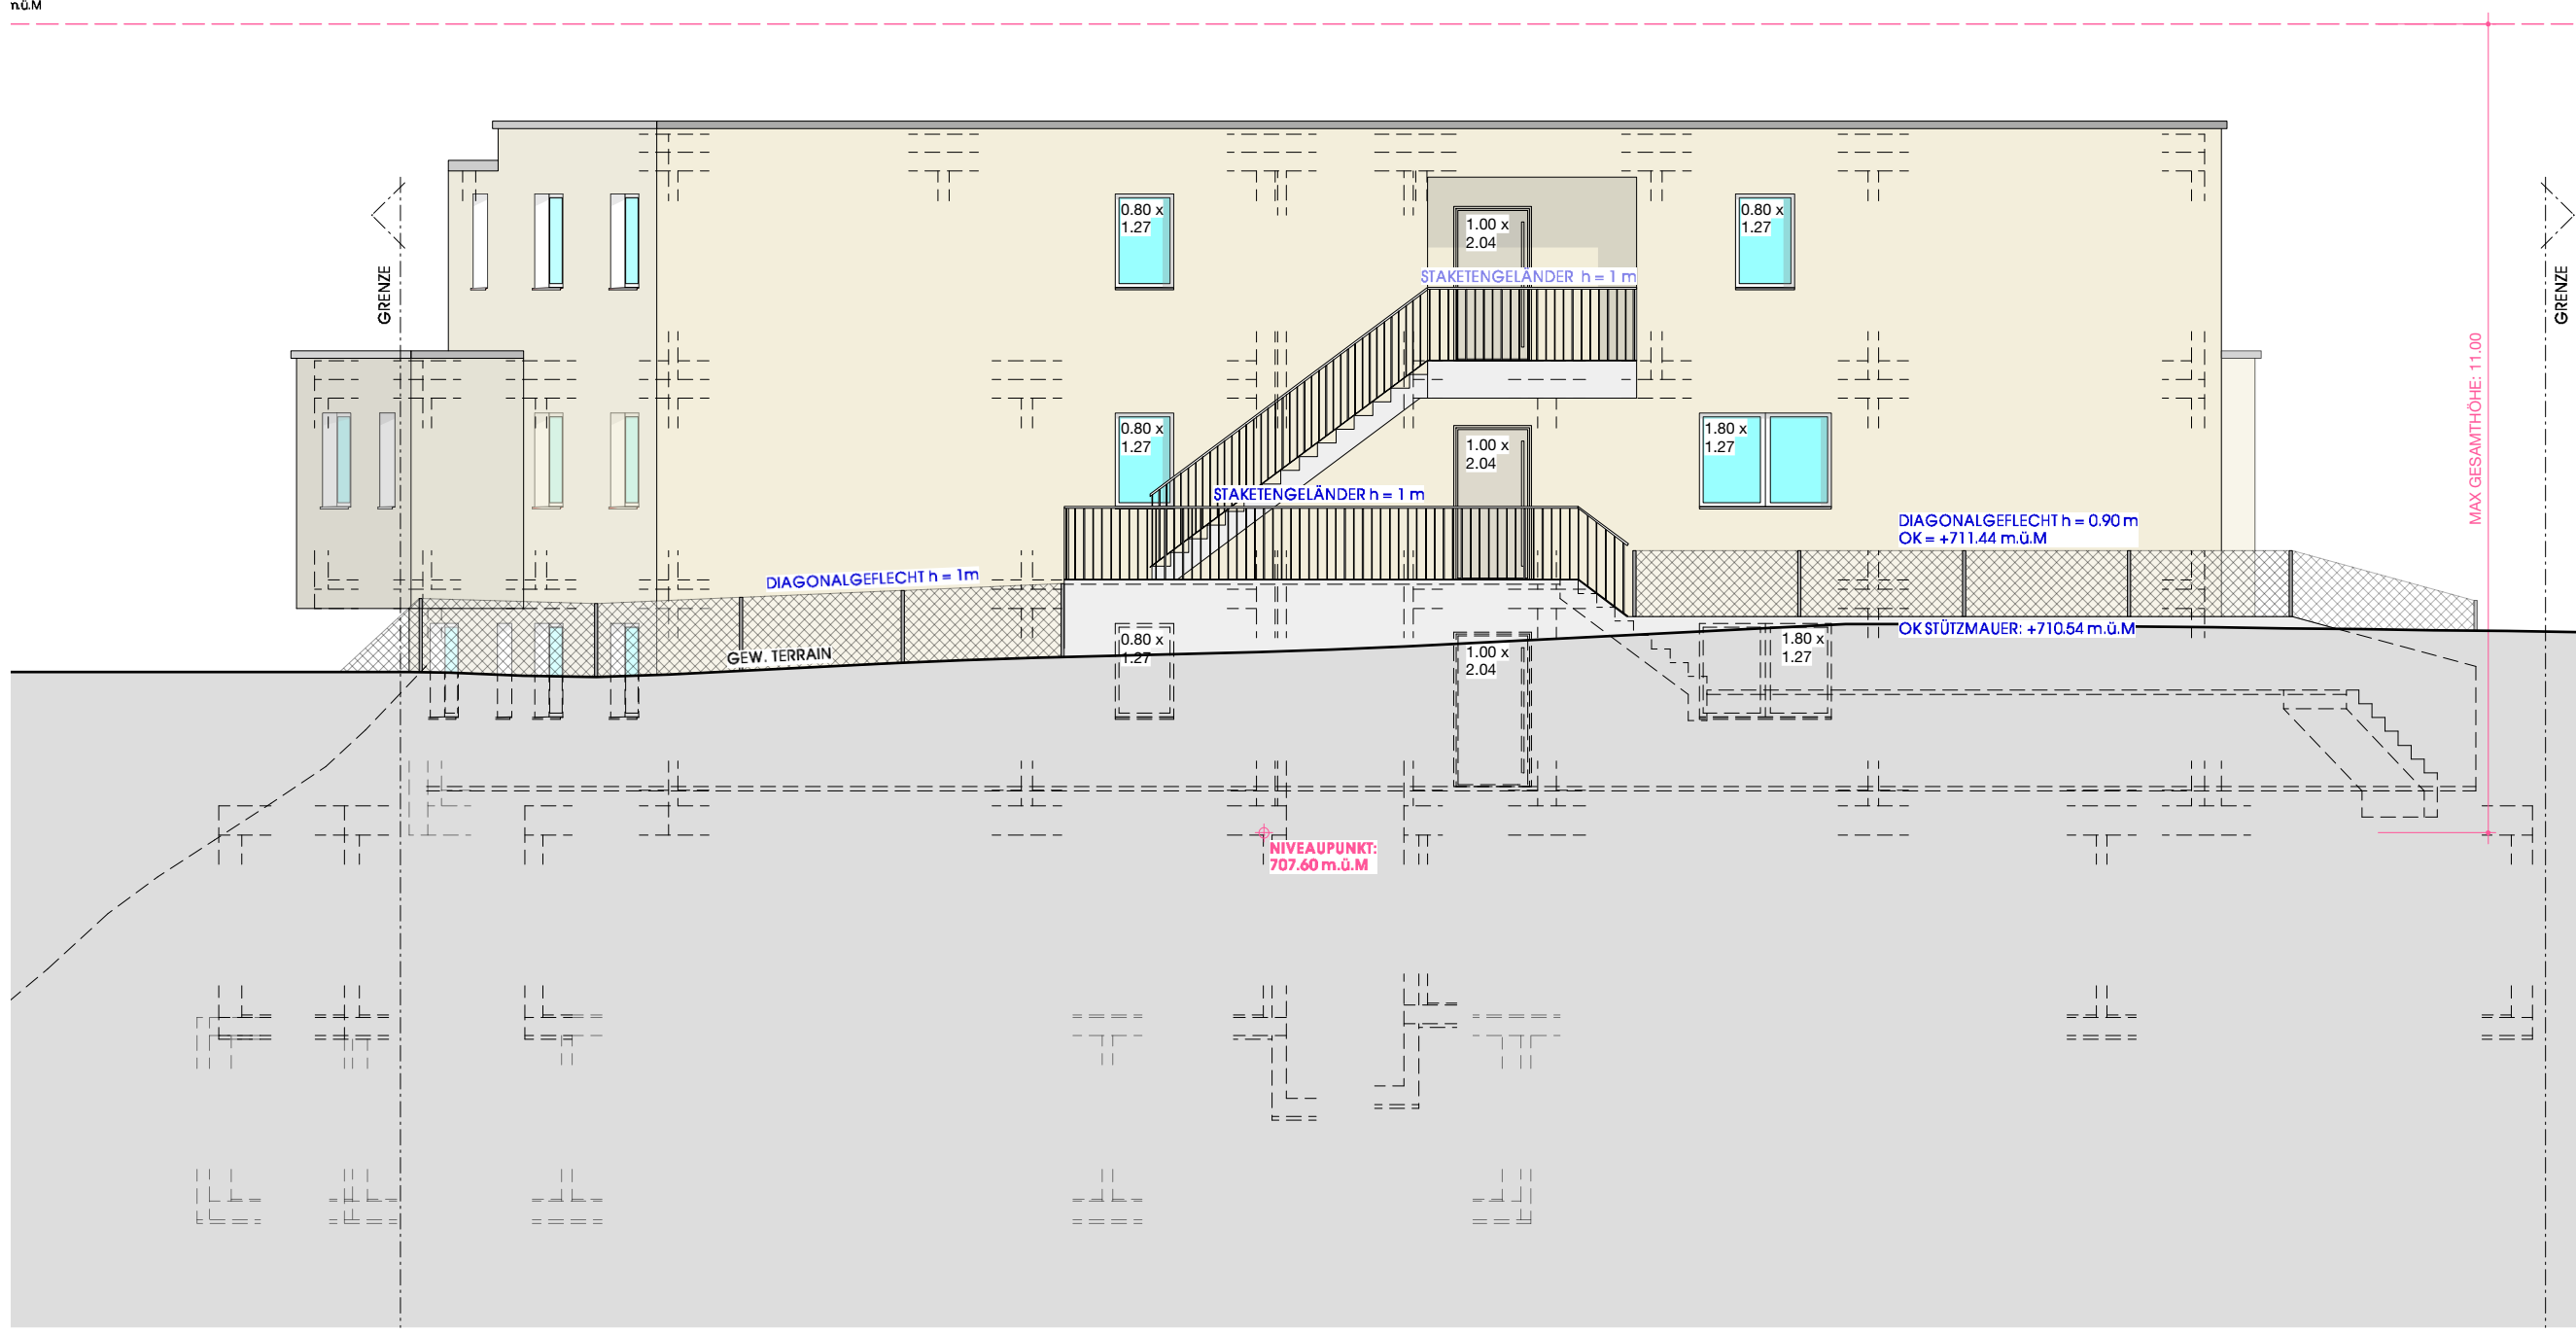 n.ü.M
0.80 x
1.27
1.00 x
2.04
0.80 x
1.27
STAKETENGELÄNDER h = 1 m
GRENZE
GRENZE
MAX GESAMTHÖHE: 11.00
0.80 x
1.27
1.00 x
2.04
1.80 x
1.27
STAKETENGELÄNDER h = 1 m
DIAGONALGEFLECHT h = 0.90 m
OK = +711.44 m.ü.M
DIAGONALGEFLECHT h = 1m
OK STÜTZMAUER: +710.54 m.ü.M
GEW. TERRAIN
0.80 x
1.27
1.00 x
2.04
1.80 x
1.27
NIVEAUPUNKT:
707.60 m.ü.M